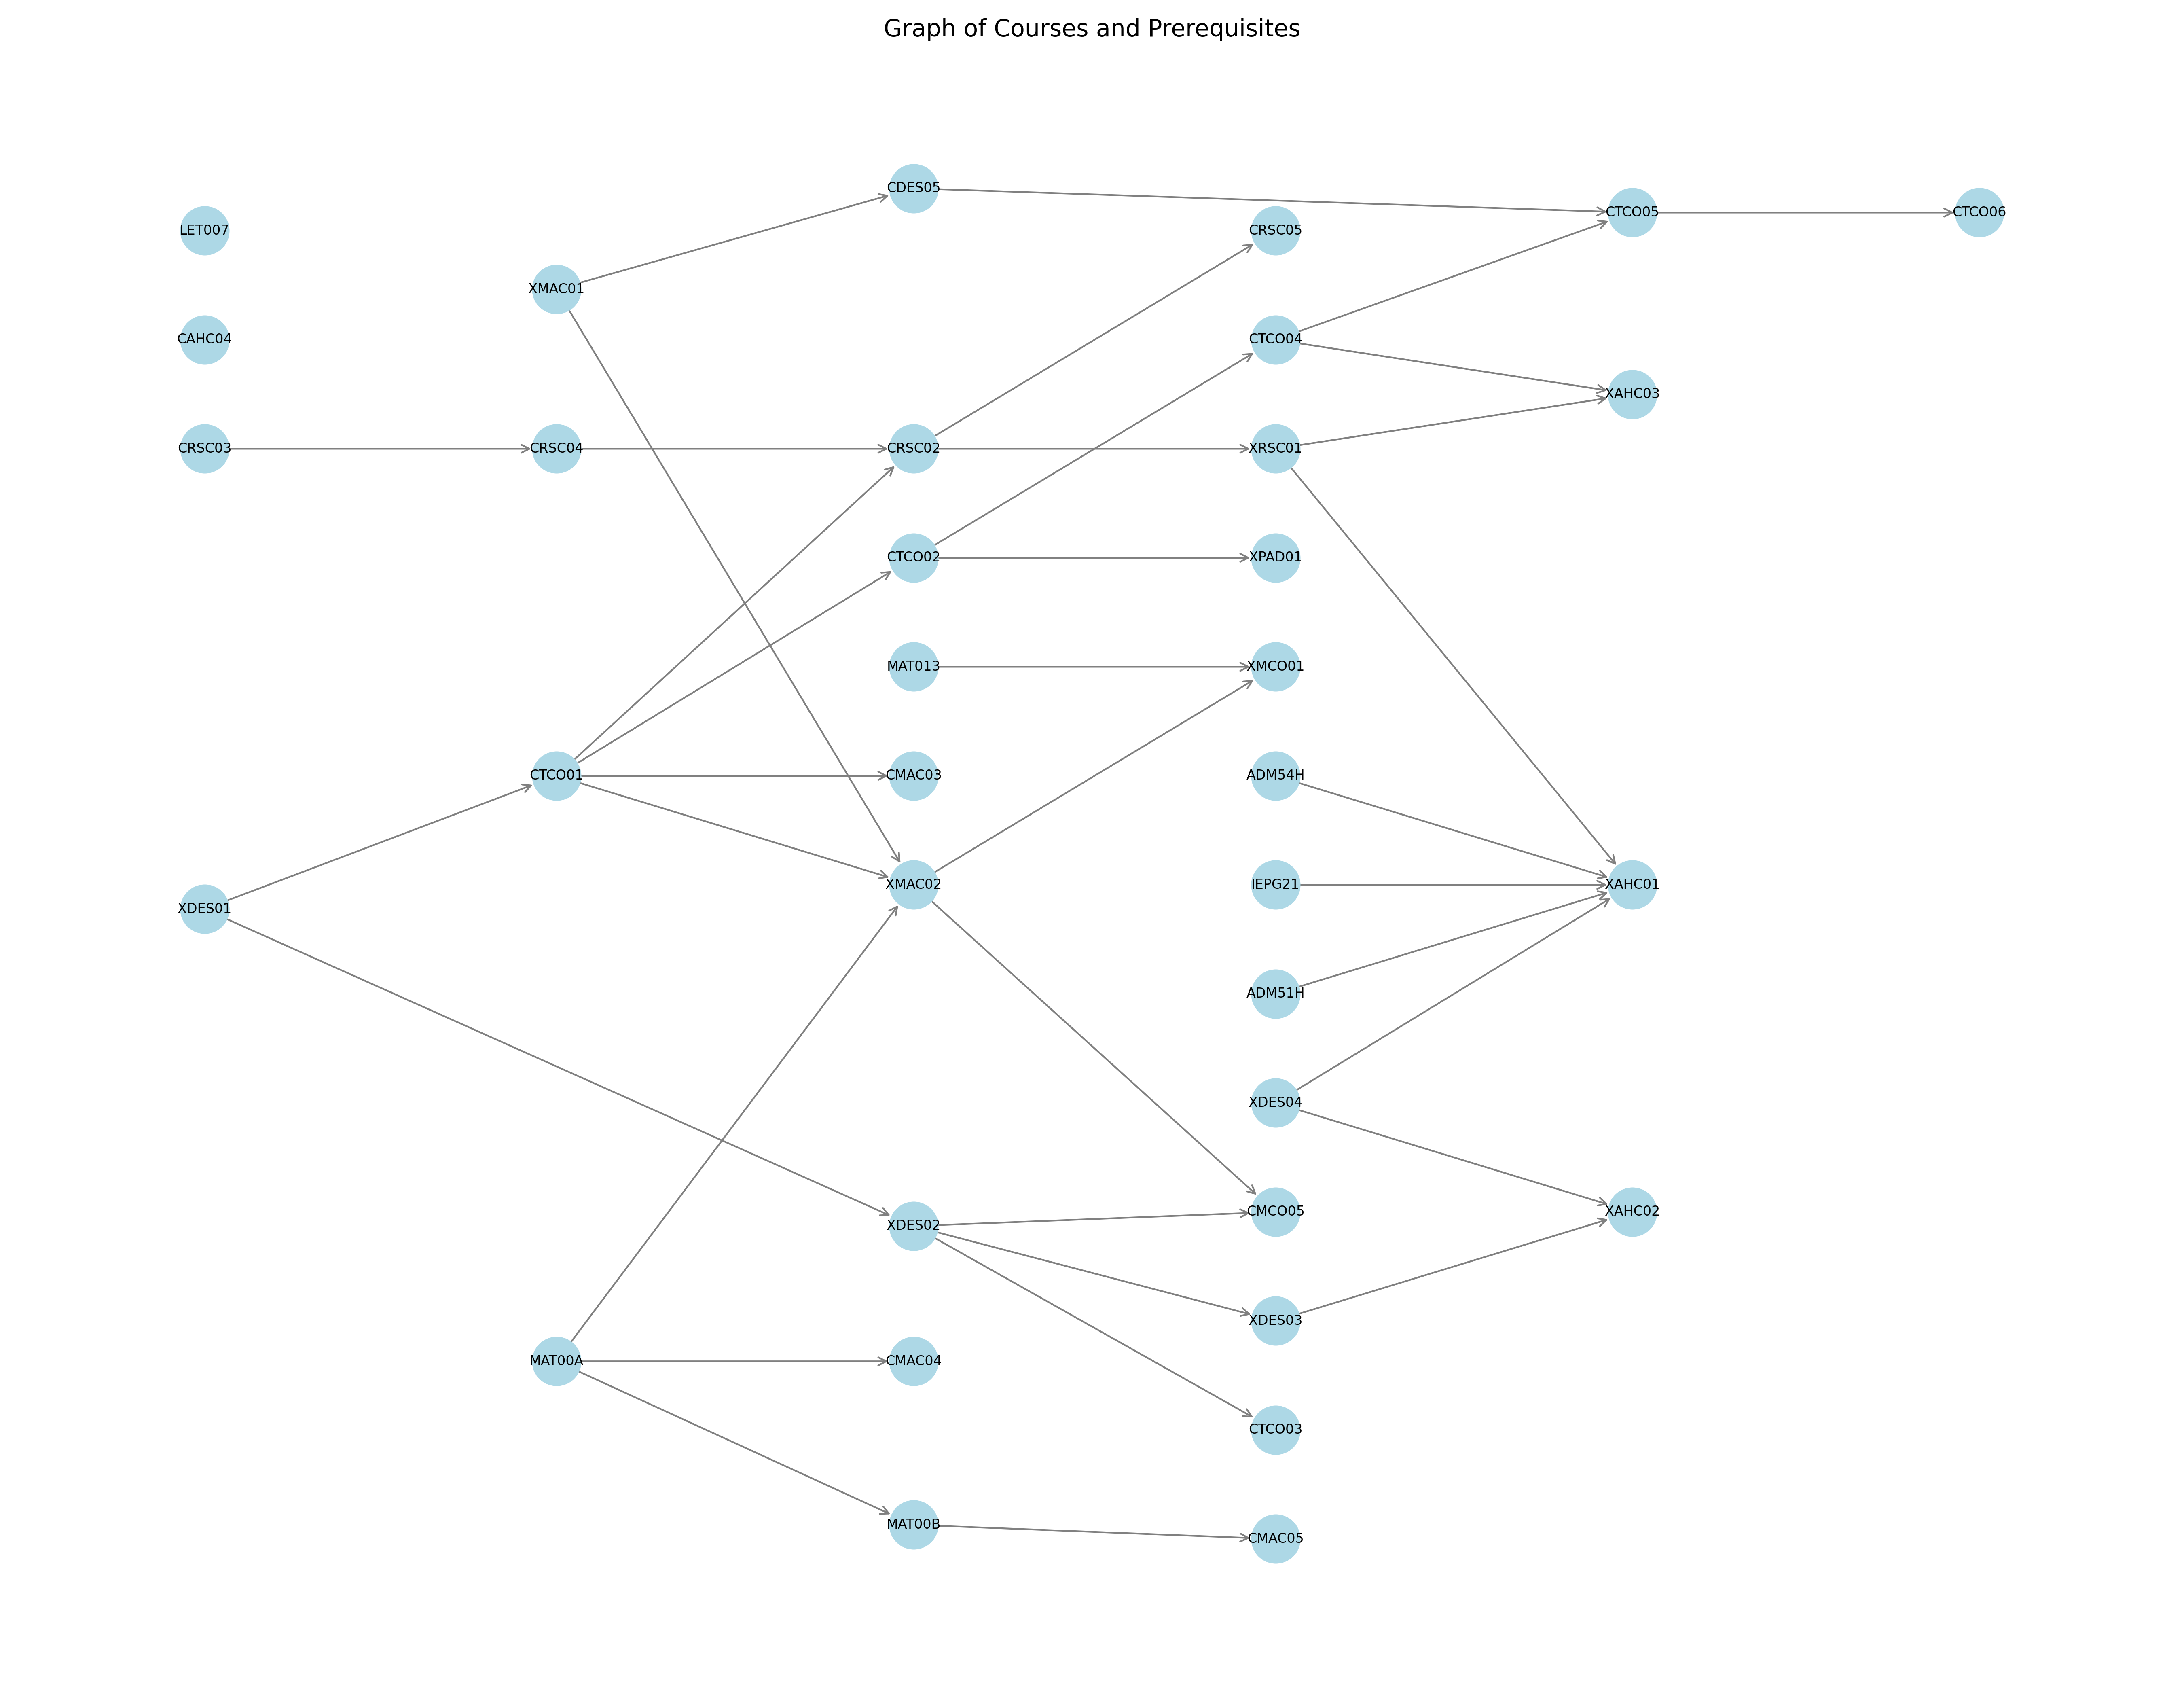 Graph of Courses and Prerequisites
CDES05
CTCO05
CTCO06
LET007
CRSC05
XMAC01
CAHC04
CTCO04
XAHC03
CRSC03
CRSC04
CRSC02
XRSC01
CTCO02
XPAD01
MAT013
XMCO01
CTCO01
CMAC03
ADM54H
XDES01
XMAC02
IEPG21
XAHC01
ADM51H
XDES04
XDES02
CMCO05
XAHC02
XDES03
MAT00A
CMAC04
CTCO03
MAT00B
CMAC05